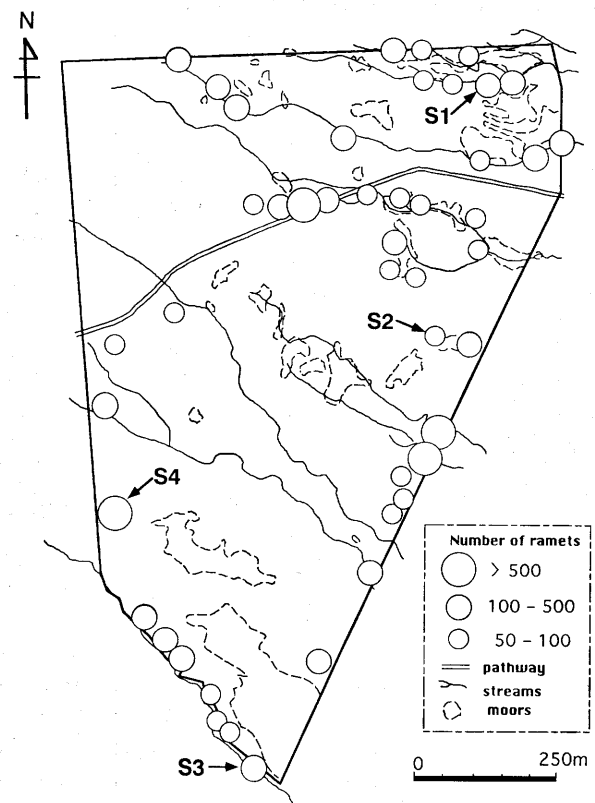 N
S1
S2
S4
Number of ramets
> 500
100 – 500
50 – 100
pathway
streams
moors
S3
0 250m